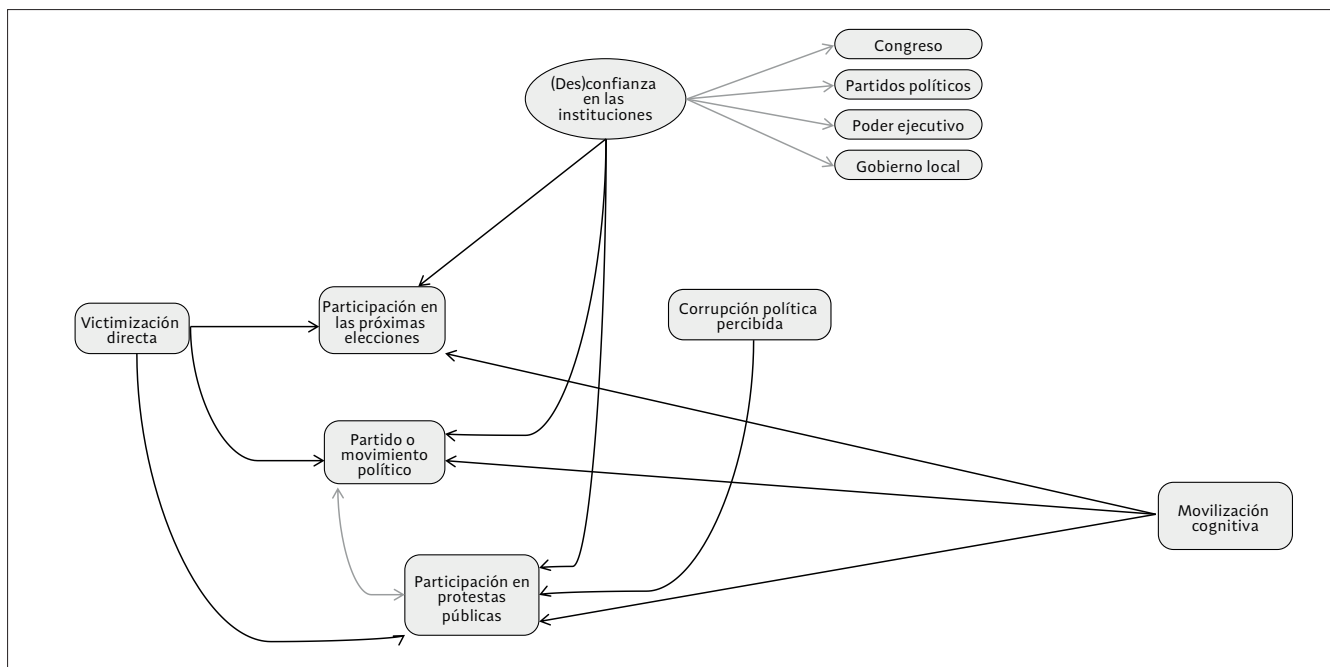 Congreso
(Des)confianza
en las
instituciones
Partidos políticos
Poder ejecutivo
Gobierno local
Participación en
las próximas
elecciones
Corrupción política
percibida
Victimización
directa
Partido o
movimiento
político
Movilización
cognitiva
Participación en
protestas
públicas